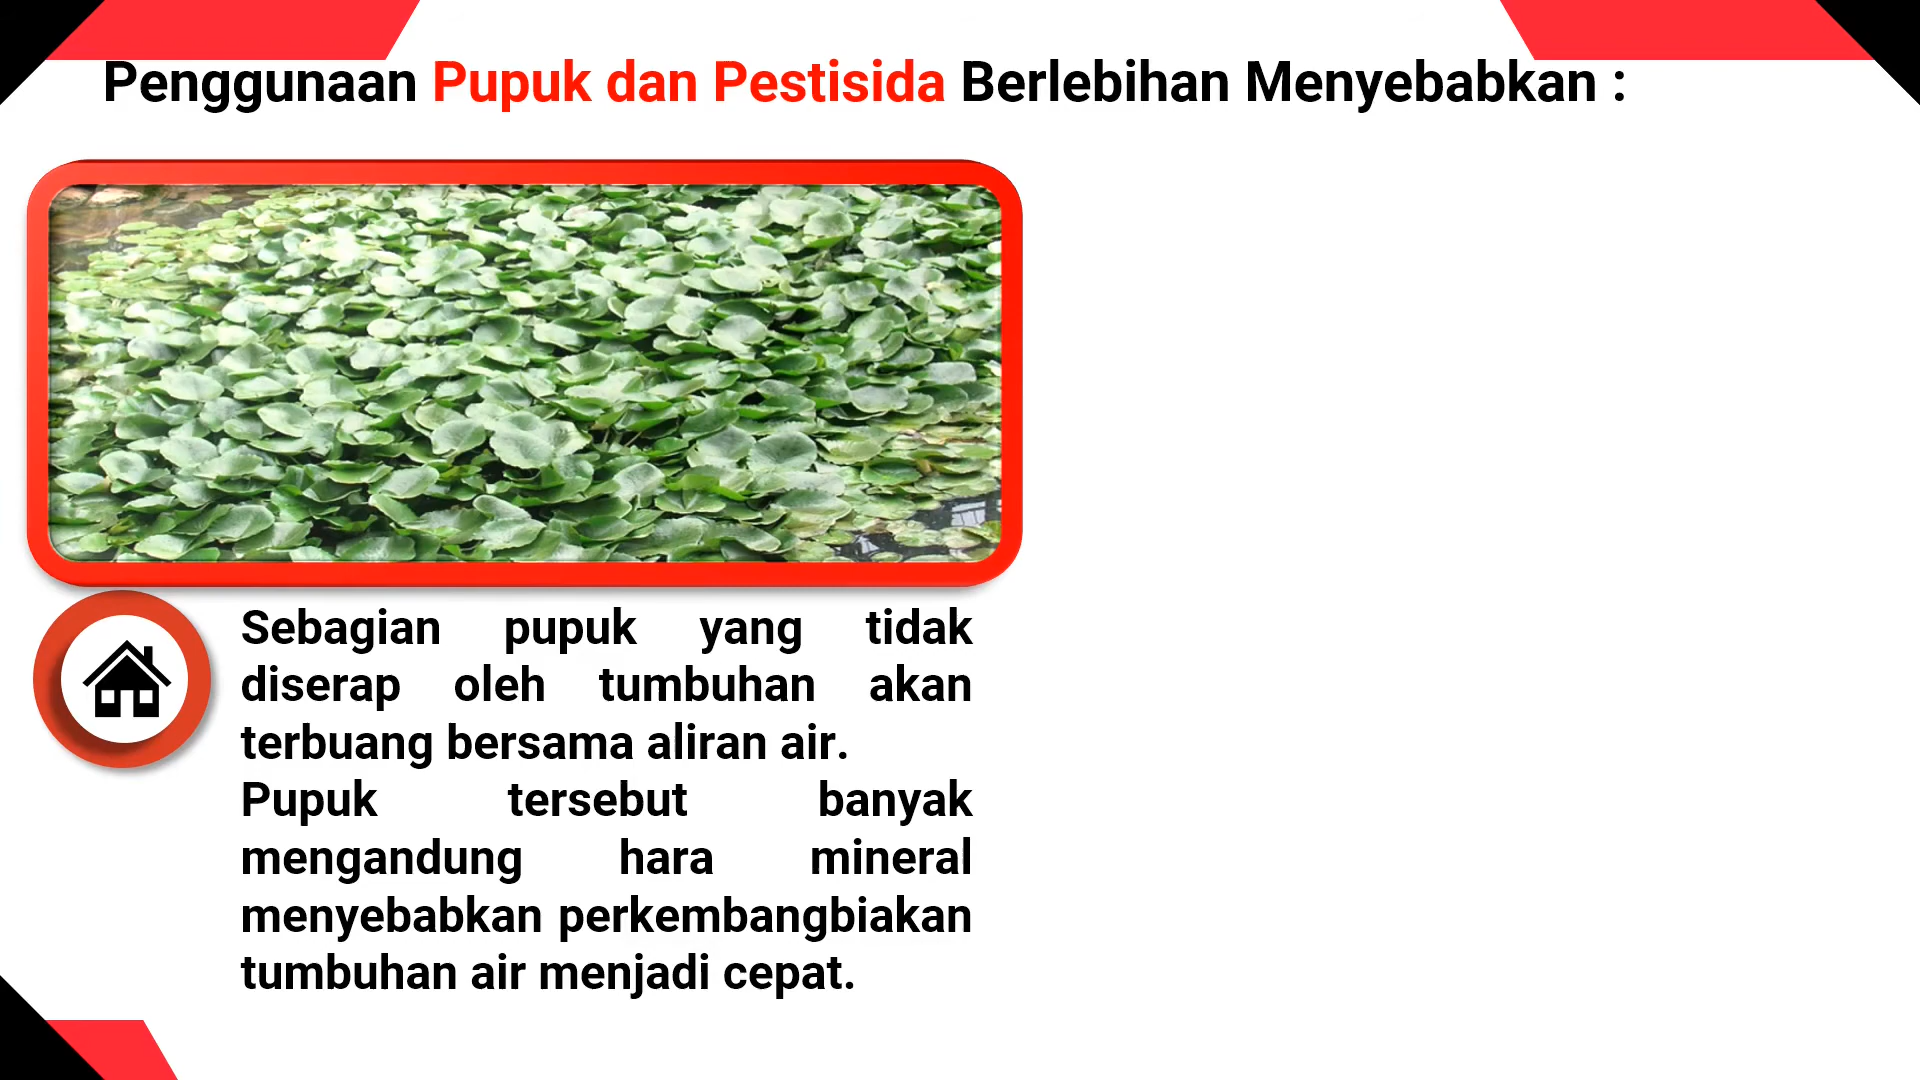 Penggunaan Pupuk dan Pestisida Berlebihan Menyebabkan :
Sebagian pupuk yang tidak
diserap oleh tumbuhan akan
terbuang bersama aliran air.
Pupuk tersebut banyak
mengandung hara mineral
menyebabkan perkembangbiakan
tumbuhan air menjadi cepat.